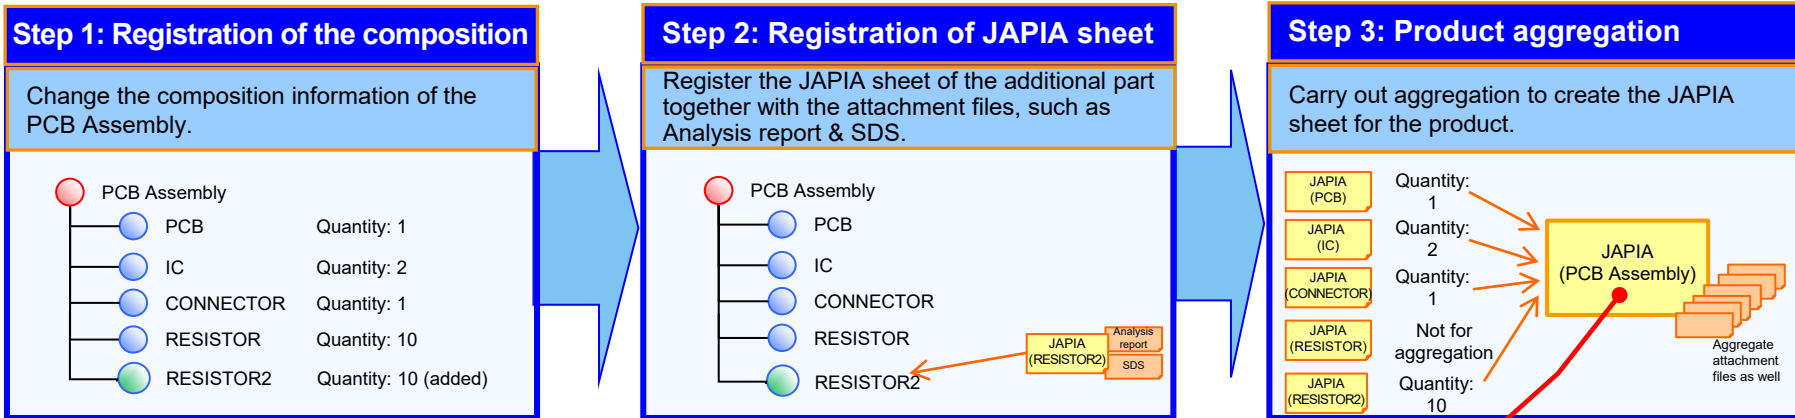 Step 1: Registration of the composition
Change the composition information of the
PCB Assembly.
PCB Assembly
PCB Quantity: 1
IC Quantity: 2
CONNECTOR Quantity: 1
RESISTOR Quantity: 10
RESISTOR2 Quantity: 10 (added)
Step 2: Registration of JAPIA sheet
Register the JAPIA sheet of the additional part
together with the attachment files, such as
Analysis report & SDS.
PCB Assembly
PCB
IC
CONNECTOR
RESISTOR
RESISTOR2
JAPIA
(RESISTOR2)
Analysis
report
SDS
Step 3: Product aggregation
Carry out aggregation to create the JAPIA
sheet for the product.
JAPIA
(PCB)
Quantity:
1
JAPIA
(IC)
Quantity:
2
JAPIA
(CONNECTOR)
Quantity:
1
JAPIA
(RESISTOR)
Not for
aggregation
JAPIA
(RESISTOR2)
Quantity:
10
JAPIA
(PCB Assembly)
Aggregate
attachment
files as well